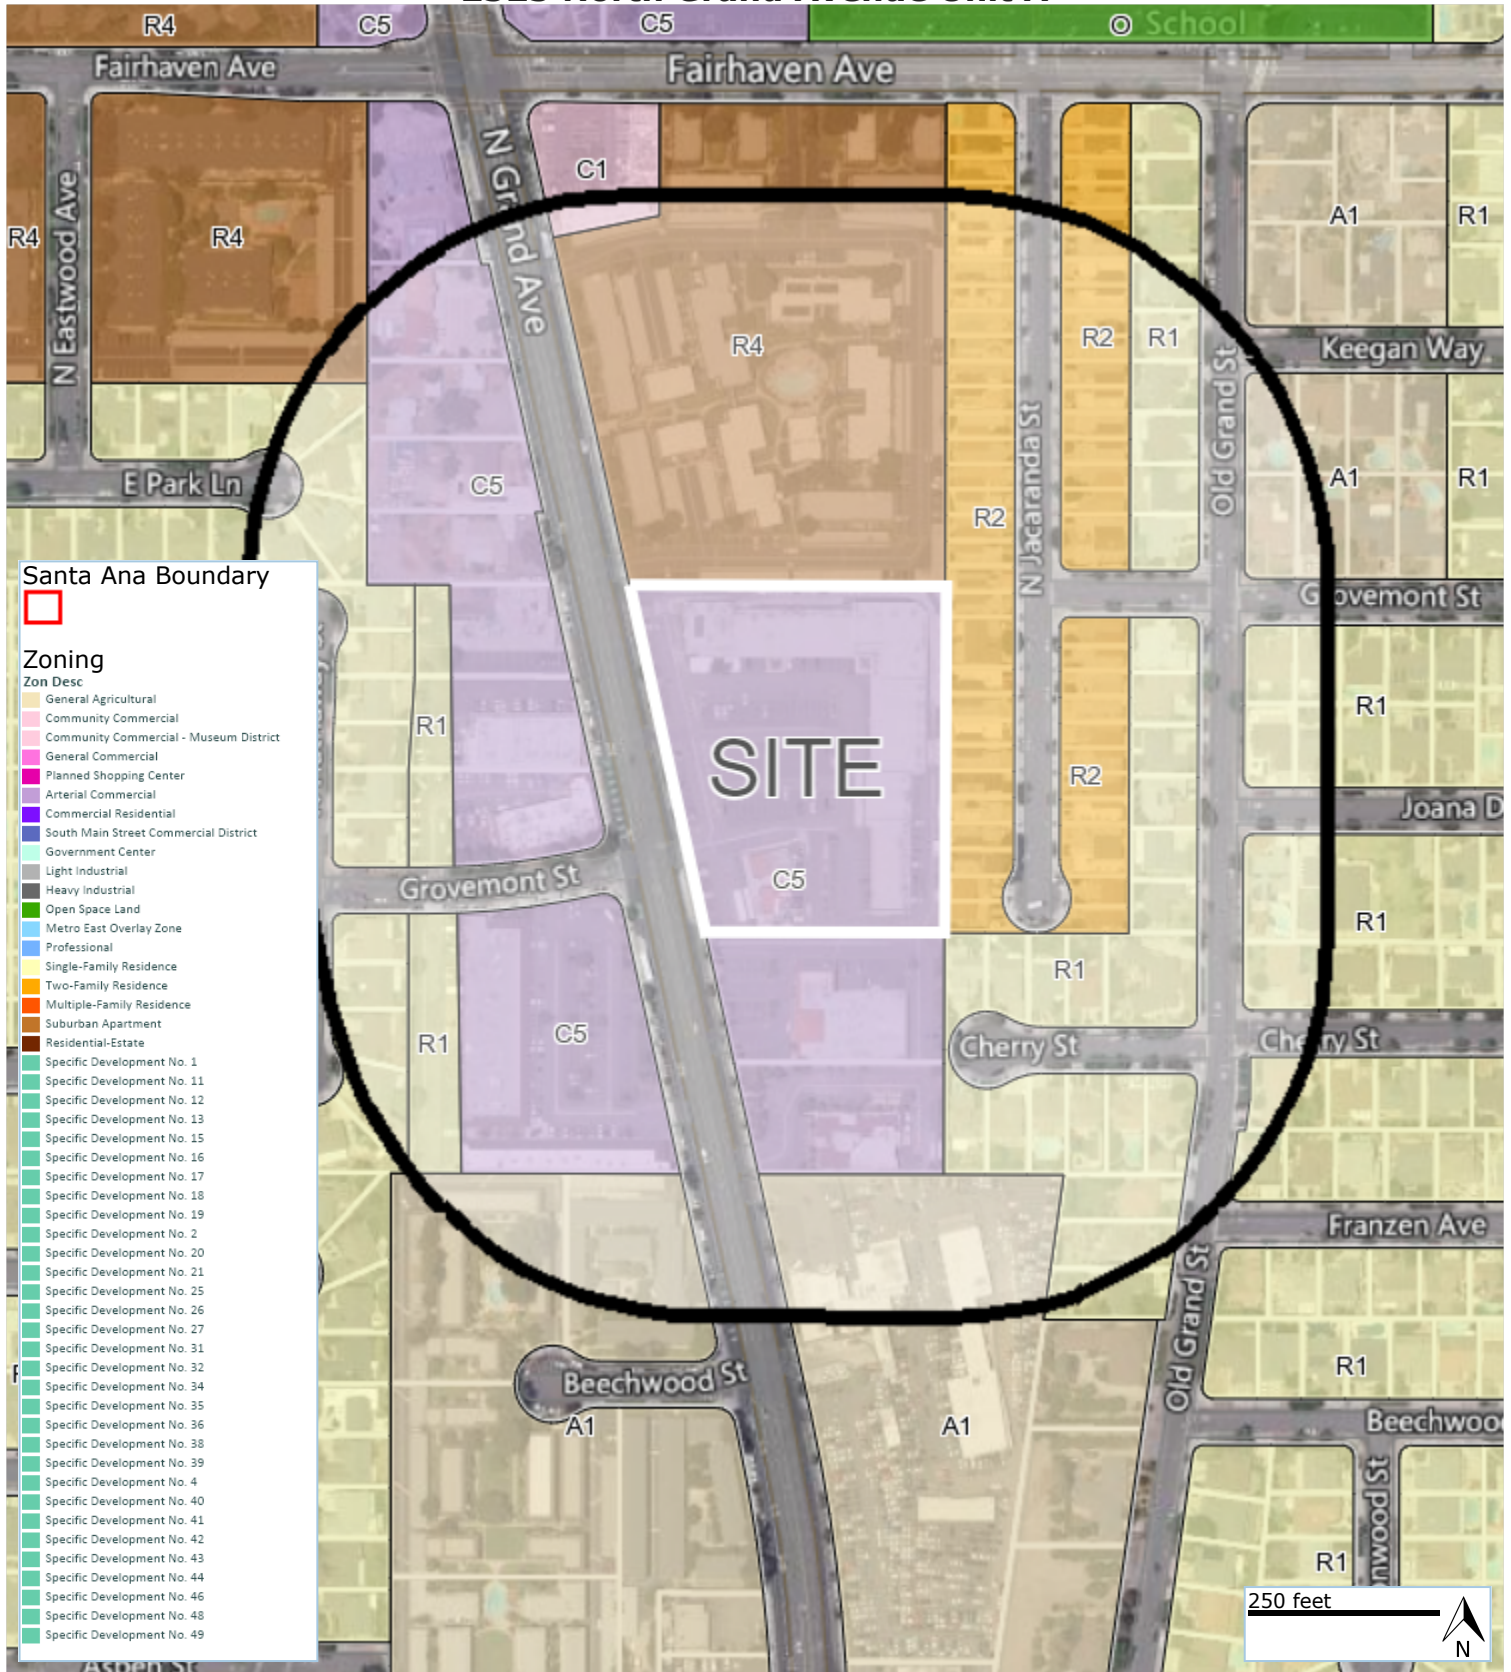 R4
C5
C5
O School
Fairhaven Ave
Fairhaven Ave
N Eastwood Ave
N Grand Ave
C1
R4
R4
A1
R1
R4
R2
R1
Keegan Way
Old Grand St
N Jacaranda St
E Park Ln
C5
R2
A1
R1
Grovemont St
R1
R1
SITE
R2
Joana D
Grovemont St
C5
R1
R1
R1
C5
Cherry St
Cherry St
Franzen Ave
Old Grand St
Beechwood St
A1
A1
R1
Beechwoo
R1
nwood St
Aspen St
Santa Ana Boundary
Zoning
Zon Desc
General Agricultural
Community Commercial
Community Commercial - Museum District
General Commercial
Planned Shopping Center
Arterial Commercial
Commercial Residential
South Main Street Commercial District
Government Center
Light Industrial
Heavy Industrial
Open Space Land
Metro East Overlay Zone
Professional
Single-Family Residence
Two-Family Residence
Multiple-Family Residence
Suburban Apartment
Residential-Estate
Specific Development No. 1
Specific Development No. 11
Specific Development No. 12
Specific Development No. 13
Specific Development No. 15
Specific Development No. 16
Specific Development No. 17
Specific Development No. 18
Specific Development No. 19
Specific Development No. 2
Specific Development No. 20
Specific Development No. 21
Specific Development No. 25
Specific Development No. 26
Specific Development No. 27
Specific Development No. 31
Specific Development No. 32
Specific Development No. 34
Specific Development No. 35
Specific Development No. 36
Specific Development No. 38
Specific Development No. 39
Specific Development No. 4
Specific Development No. 40
Specific Development No. 41
Specific Development No. 42
Specific Development No. 43
Specific Development No. 44
Specific Development No. 46
Specific Development No. 48
Specific Development No. 49
250 feet
N